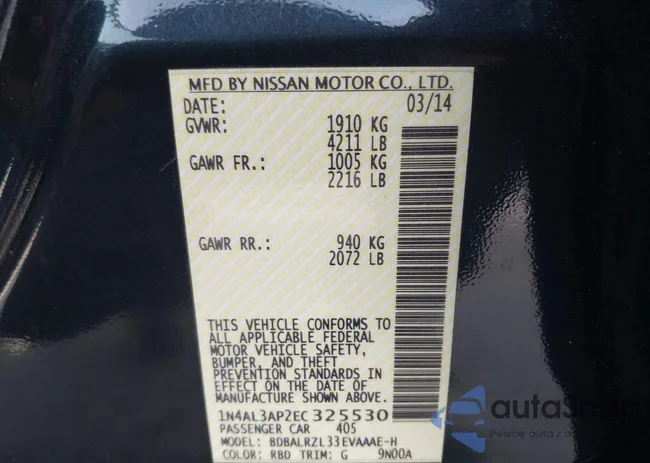 MFD BY NISSAN MOTOR CO., LTD.
DATE: 03/14
GVWR: 1910 KG
4211 LB
GAWR FR.: 1005 KG
2216 LB
GAWR RR.: 940 KG
2072 LB
THIS VEHICLE CONFORMS TO
ALL APPLICABLE FEDERAL
MOTOR VEHICLE SAFETY,
BUMPER, AND THEFT
PREVENTION STANDARDS IN
EFFECT ON THE DATE OF
MANUFACTURE SHOWN ABOVE.
1N4AL3AP2EC325530
PASSENGER CAR 405
MODEL: BDBALRZL33EVAAAE-H
COLOR: RBD TRIM: G 9N00A
autoSnap
Pewne auta z